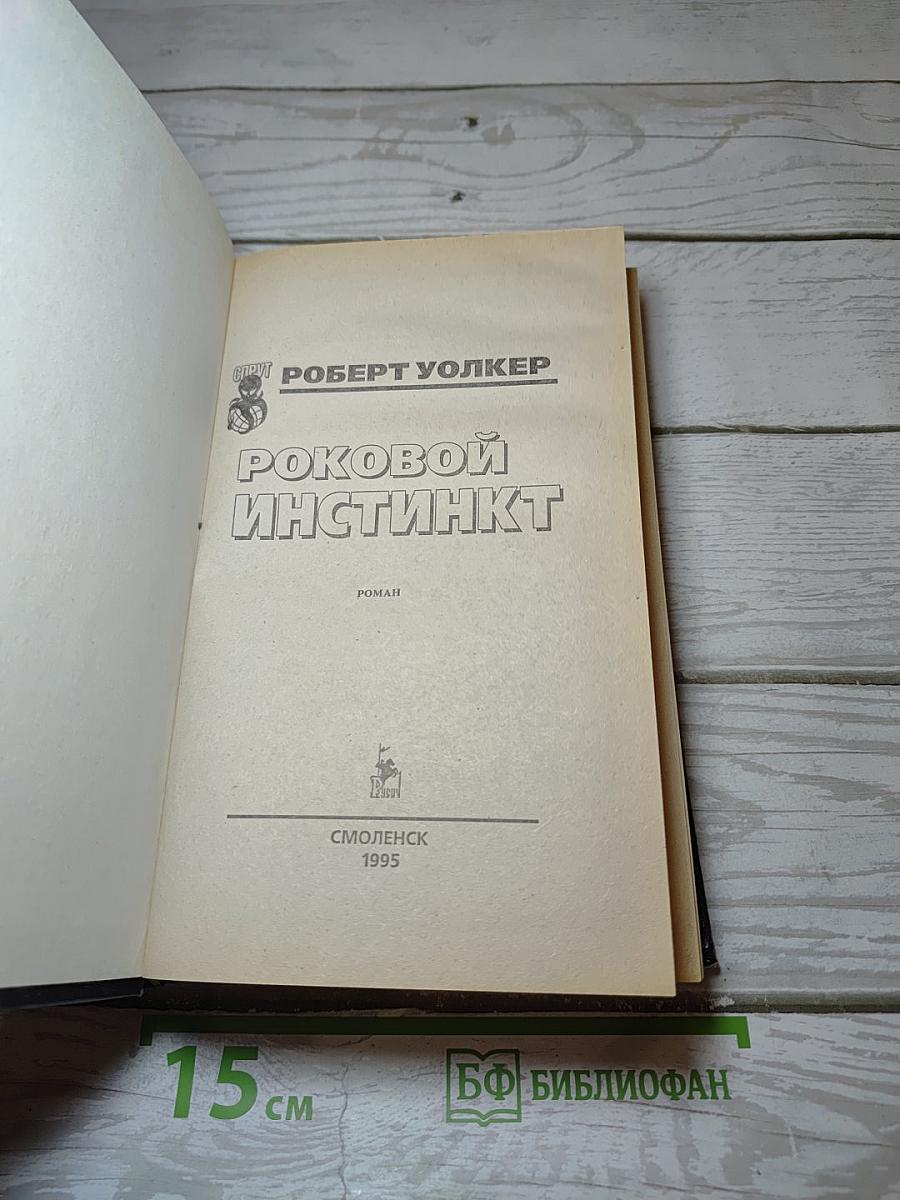 СПРУТ
РОБЕРТ УОЛКЕР
РОКОВОЙ
ИНСТИНКТ
РОМАН
Русич
СМОЛЕНСК
1995
15 см
БФ БИБЛИОФАН